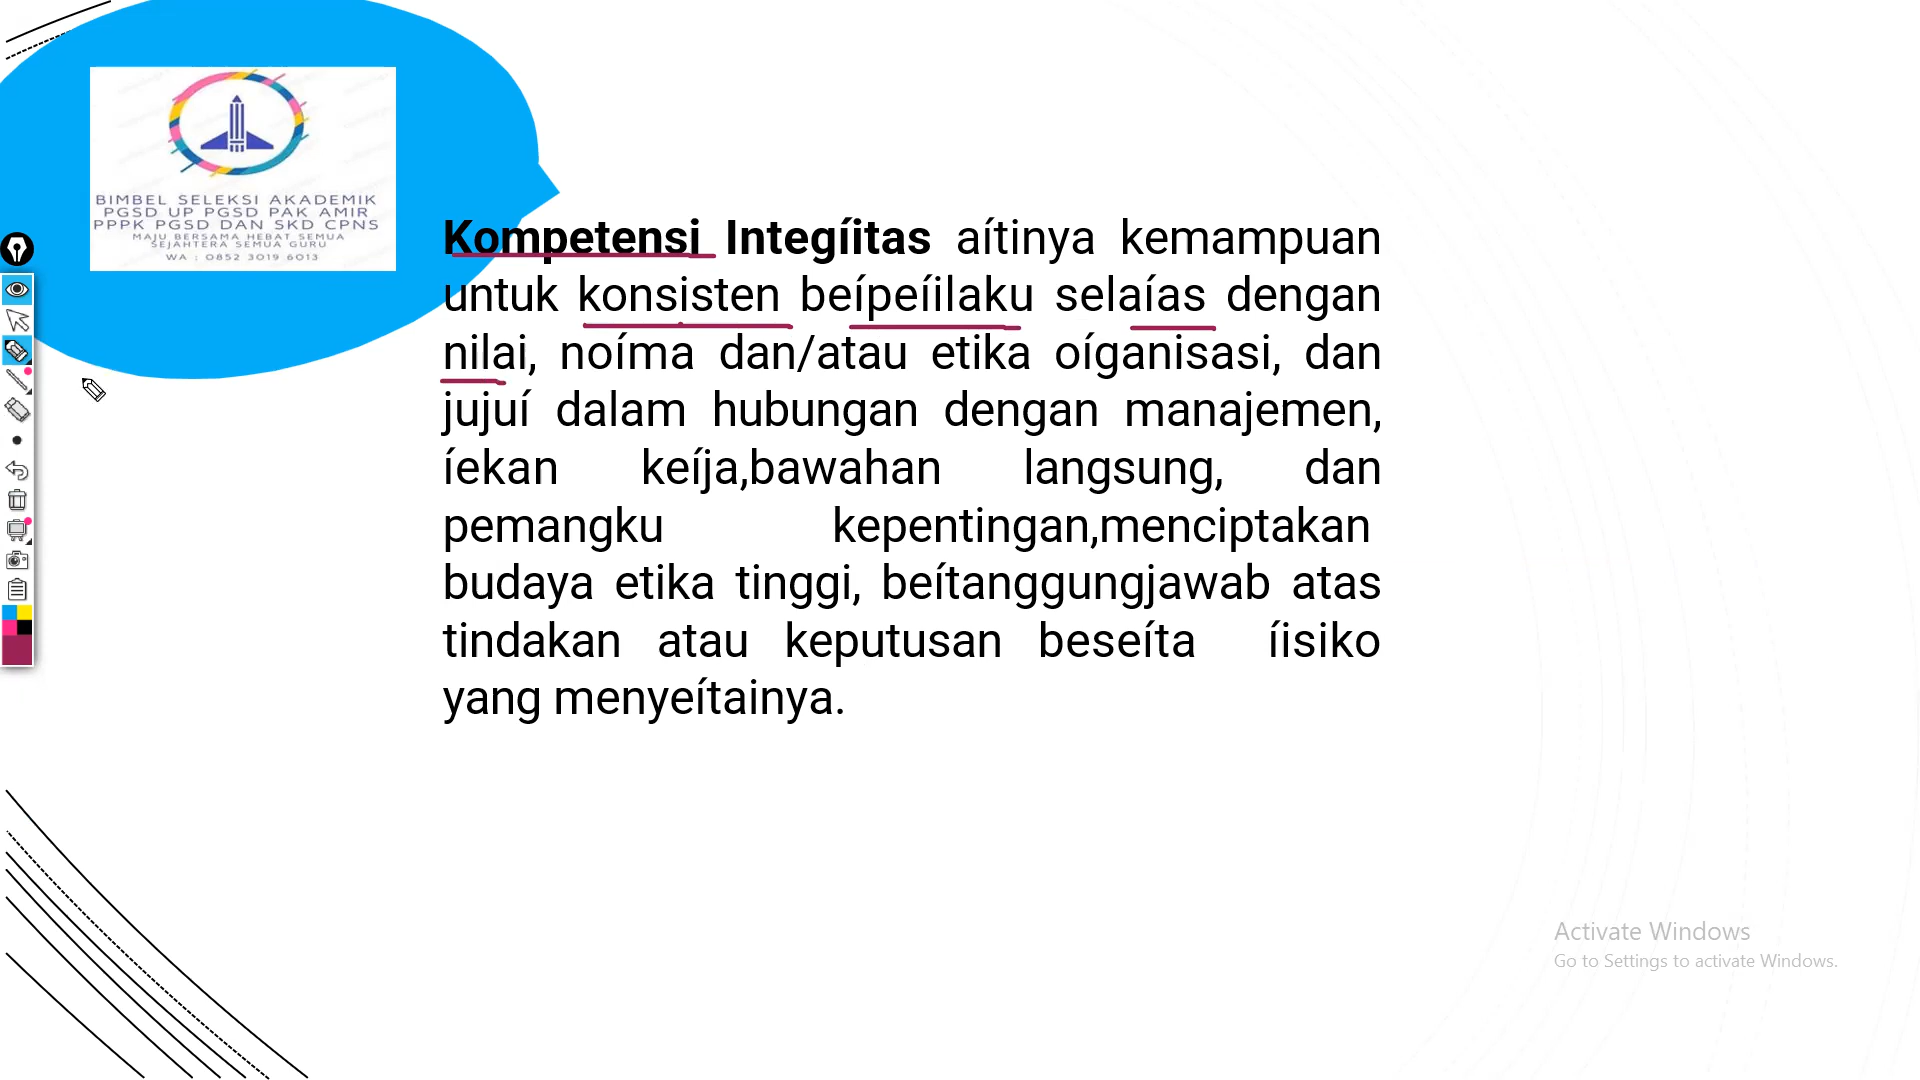 BIMBEL SELEKSI AKADEMIK
PGSD UP PGSD PAK AMIR
PPPK PGSD DAN SKD CPNS
MAJU BERSAMA HEBAT SEMUA
SEJAHTERA SEMUA GURU
WA : 0852 3019 6013
Kompetensi Integíitas aítinya kemampuan
untuk konsisten beípeíilaku selaías dengan
nilai, noíma dan/atau etika oíganisasi, dan
jujuí dalam hubungan dengan manajemen,
íekan keíja,bawahan langsung, dan
pemangku kepentingan,menciptakan
budaya etika tinggi, beítanggungjawab atas
tindakan atau keputusan beseíta íisiko
yang menyeítainya.
Activate Windows
Go to Settings to activate Windows.